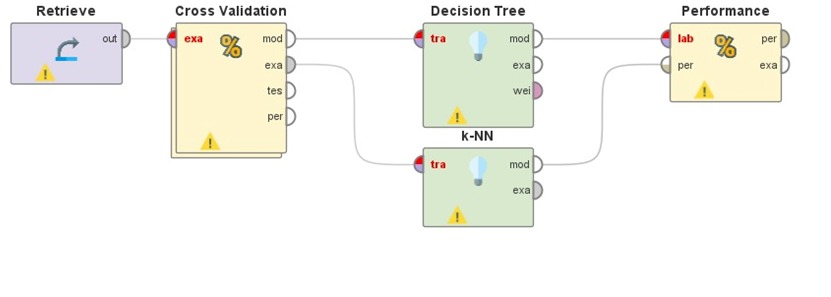 Retrieve
out
Cross Validation
exa
mod
exa
tes
per
Decision Tree
tra
mod
exa
wei
k-NN
tra
mod
exa
Performance
lab
per
per
exa